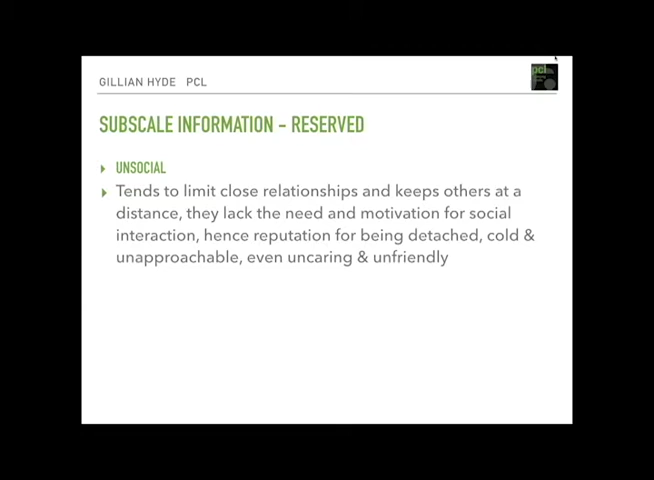 GILLIAN HYDE PCL
pcl
SUBSCALE INFORMATION - RESERVED
UNSOCIAL
Tends to limit close relationships and keeps others at a
distance, they lack the need and motivation for social
interaction, hence reputation for being detached, cold &
unapproachable, even uncaring & unfriendly